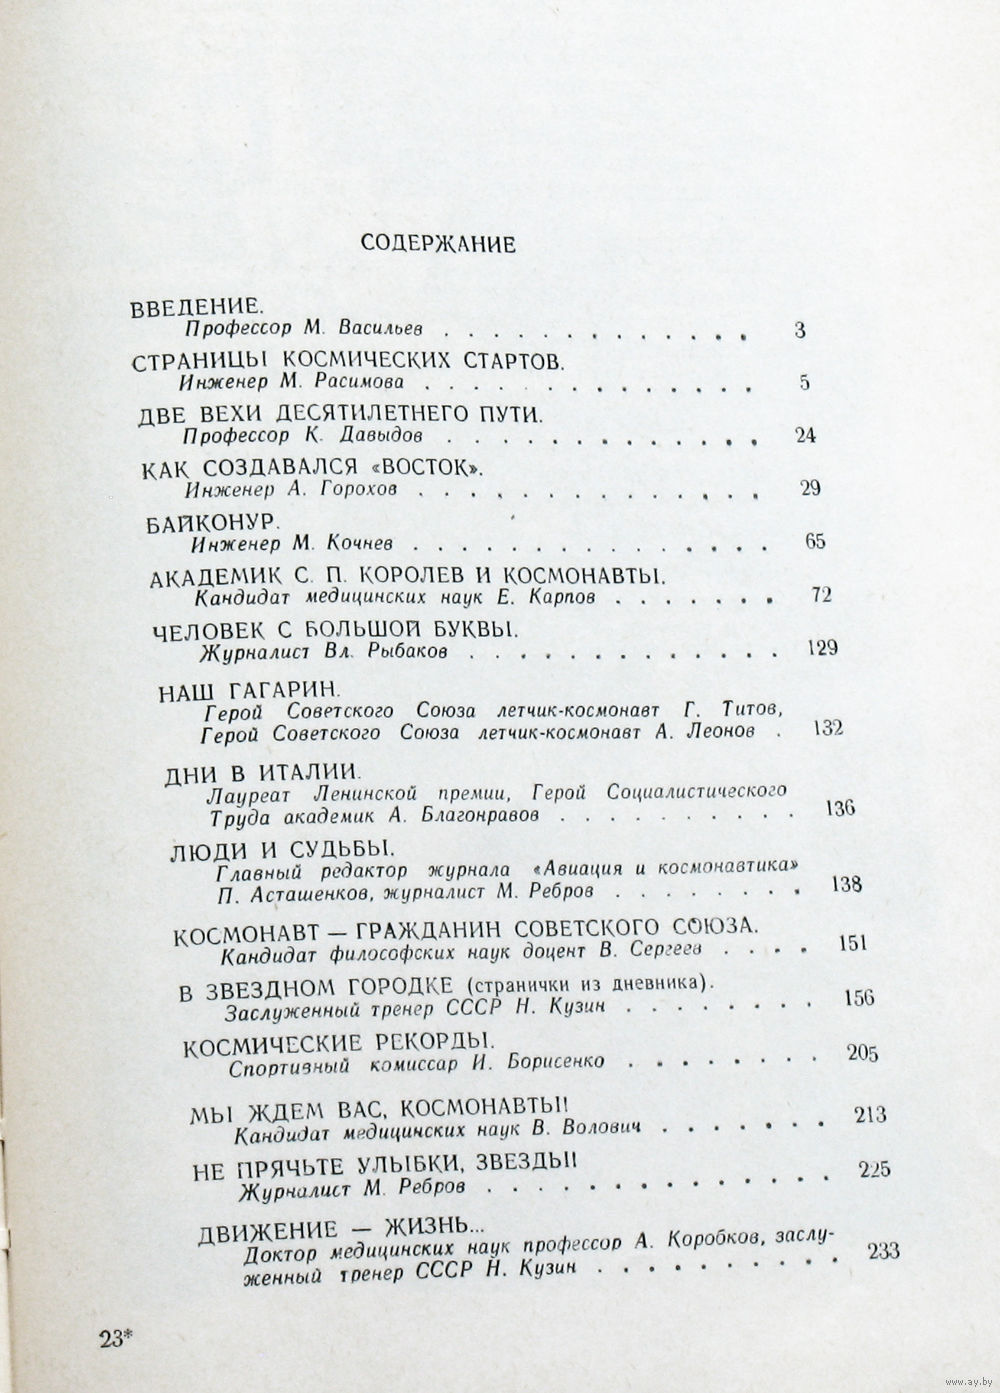 СОДЕРЖАНИЕ
ВВЕДЕНИЕ.
Профессор М. Васильев . . . . . . . . . . . . . 3
СТРАНИЦЫ КОСМИЧЕСКИХ СТАРТОВ.
Инженер М. Расимова . . . . . . . . . . . . . . 5
ДВЕ ВЕХИ ДЕСЯТИЛЕТНЕГО ПУТИ.
Профессор К. Давыдов . . . . . . . . . . . . . 24
КАК СОЗДАВАЛСЯ «ВОСТОК».
Инженер А. Горохов . . . . . . . . . . . . . . 29
БАЙКОНУР.
Инженер М. Кочнев . . . . . . . . . . . . . . . 65
АКАДЕМИК С. П. КОРОЛЕВ И КОСМОНАВТЫ.
Кандидат медицинских наук Е. Карпов . . . . . . . 72
ЧЕЛОВЕК С БОЛЬШОЙ БУКВЫ.
Журналист Вл. Рыбаков . . . . . . . . . . . . . 129
НАШ ГАГАРИН.
Герой Советского Союза летчик-космонавт Г. Титов,
Герой Советского Союза летчик-космонавт А. Леонов . 132
ДНИ В ИТАЛИИ.
Лауреат Ленинской премии, Герой Социалистического
Труда академик А. Благонравов . . . . . . . . . . 136
ЛЮДИ И СУДЬБЫ.
Главный редактор журнала «Авиация и космонавтика»
П. Асташенков, журналист М. Ребров . . . . . . . . 138
КОСМОНАВТ — ГРАЖДАНИН СОВЕТСКОГО СОЮЗА.
Кандидат философских наук доцент В. Сергеев . . . . 151
В ЗВЕЗДНОМ ГОРОДКЕ (странички из дневника).
Заслуженный тренер СССР Н. Кузин . . . . . . . . 156
КОСМИЧЕСКИЕ РЕКОРДЫ.
Спортивный комиссар И. Борисенко . . . . . . . . 205
МЫ ЖДЕМ ВАС, КОСМОНАВТЫ!
Кандидат медицинских наук В. Волович . . . . . . . 213
НЕ ПРЯЧЬТЕ УЛЫБКИ, ЗВЕЗДЫ!
Журналист М. Ребров . . . . . . . . . . . . . . 225
ДВИЖЕНИЕ — ЖИЗНЬ...
Доктор медицинских наук профессор А. Коробков, заслу-
женный тренер СССР Н. Кузин . . . . . . . . . . 233
23*
www.ay.by